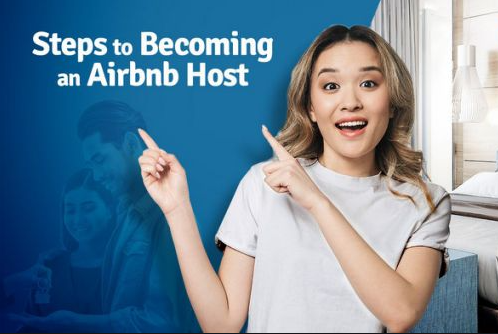 Steps to Becoming
an Airbnb Host